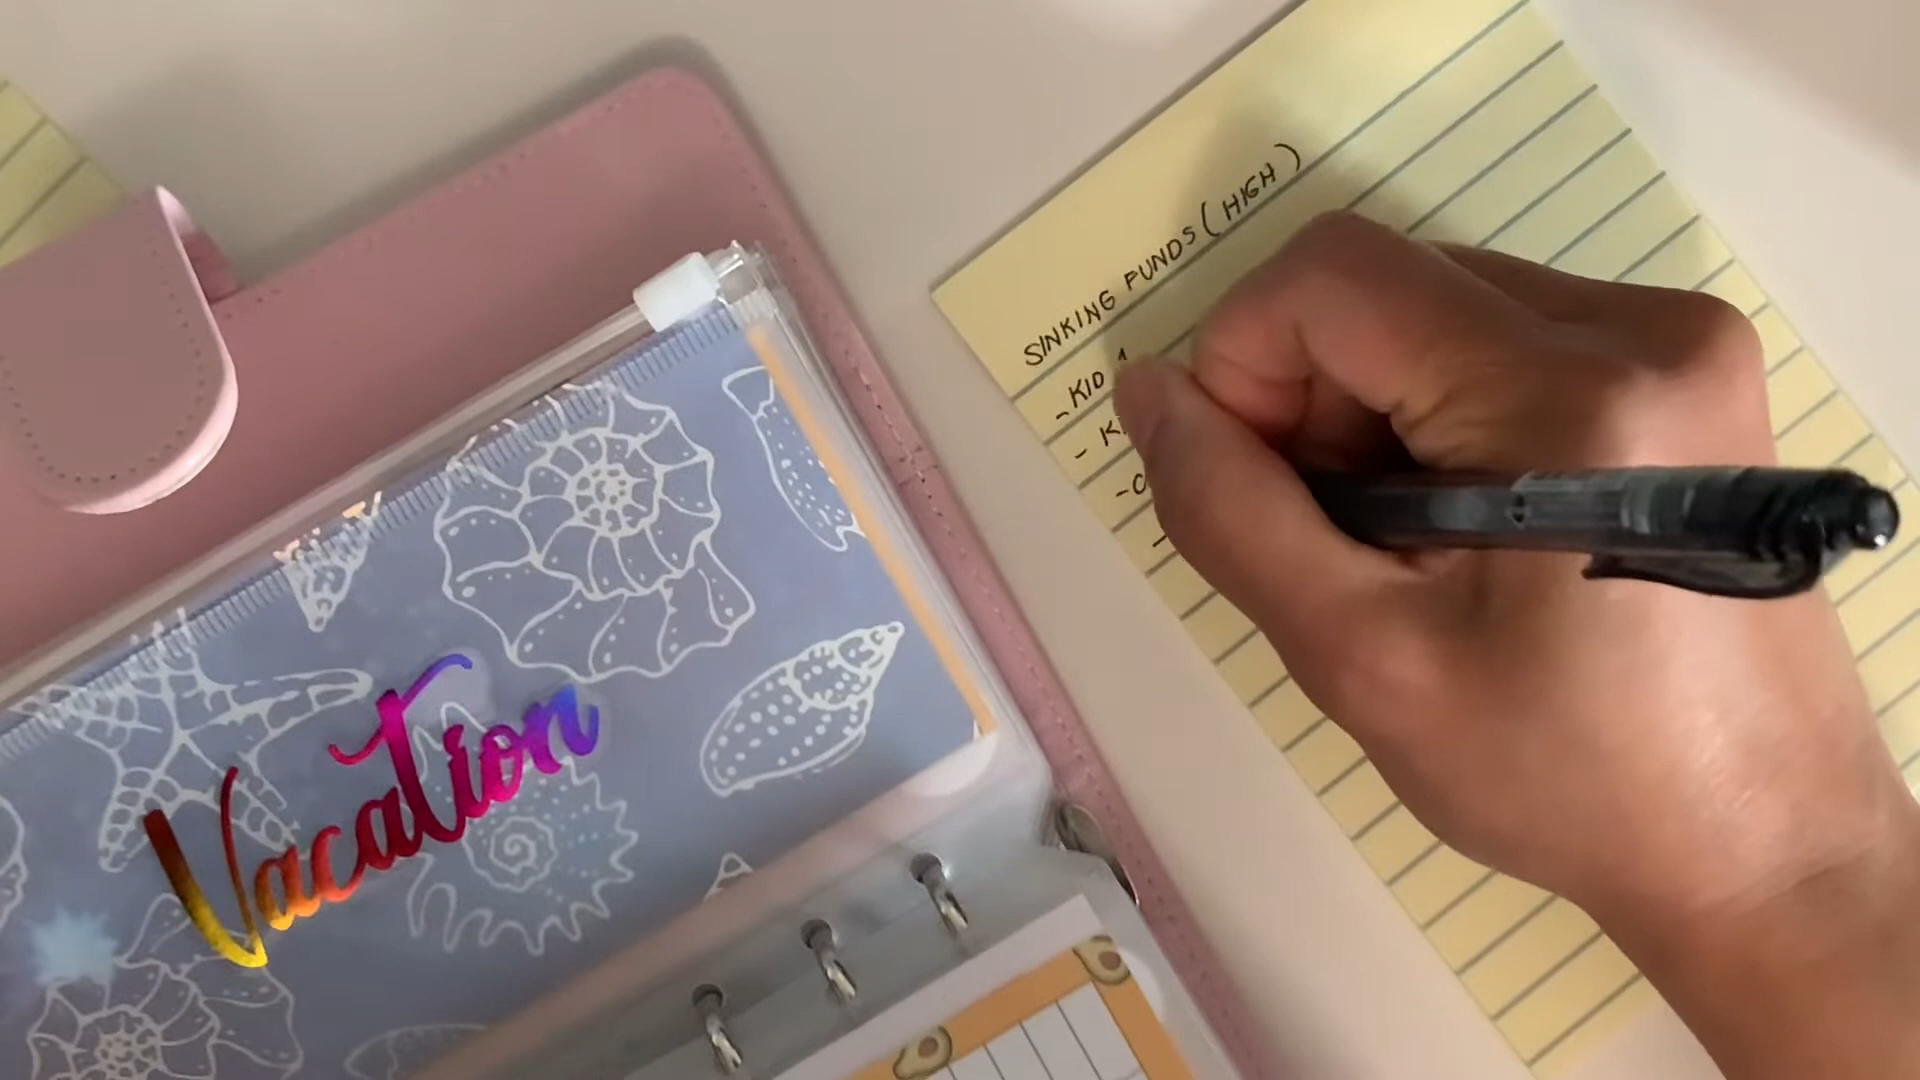 Vacation
SINKING FUNDS (HIGH)
- KID 1
- K
- C
-